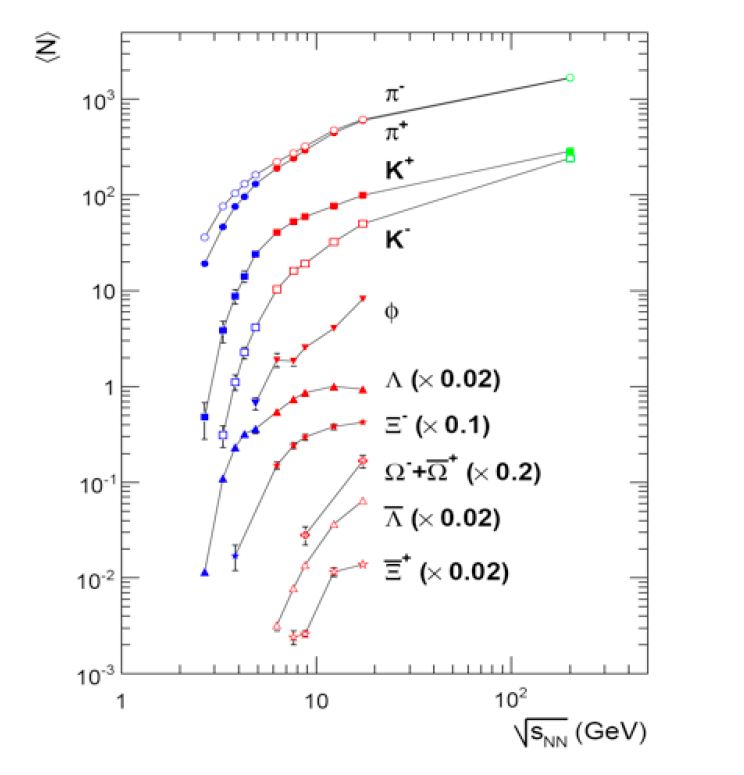 ⟨N⟩
10³
10²
10
1
10⁻¹
10⁻²
10⁻³
π⁻
π⁺
K⁺
K⁻
ϕ
Λ (× 0.02)
Ξ⁻ (× 0.1)
Ω⁻+Ω̅⁺ (× 0.2)
Λ̅ (× 0.02)
Ξ̅⁺ (× 0.02)
1 10 10²
√s_NN (GeV)